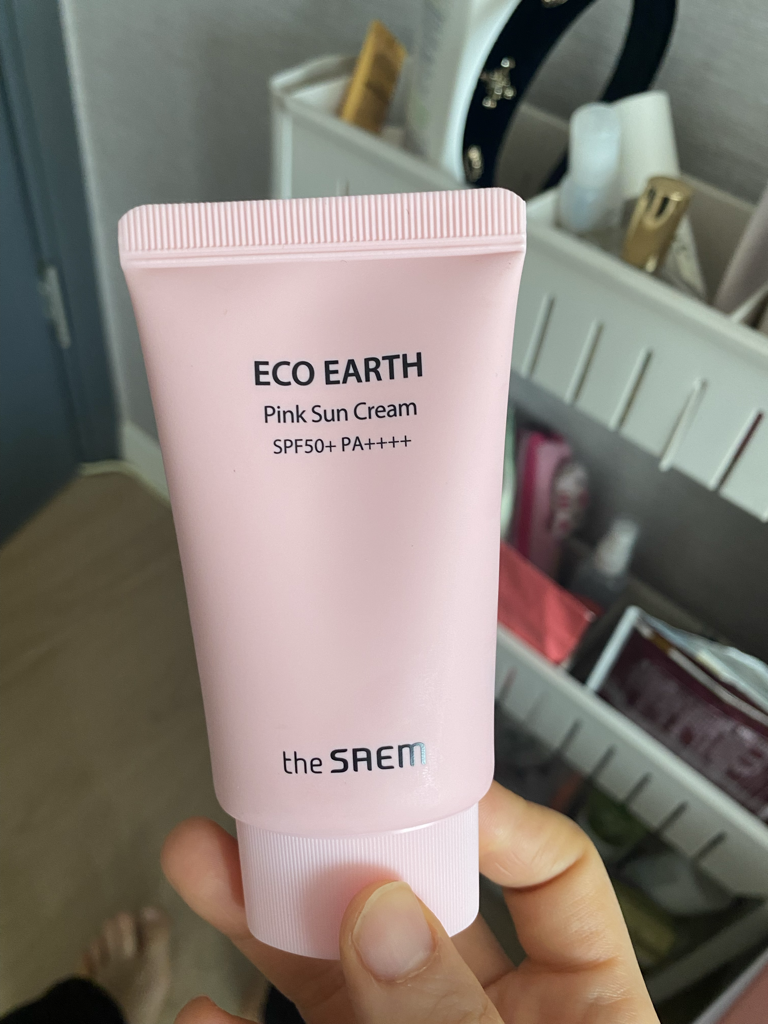 ECO EARTH
Pink Sun Cream
SPF50+ PA++++
the SAEM